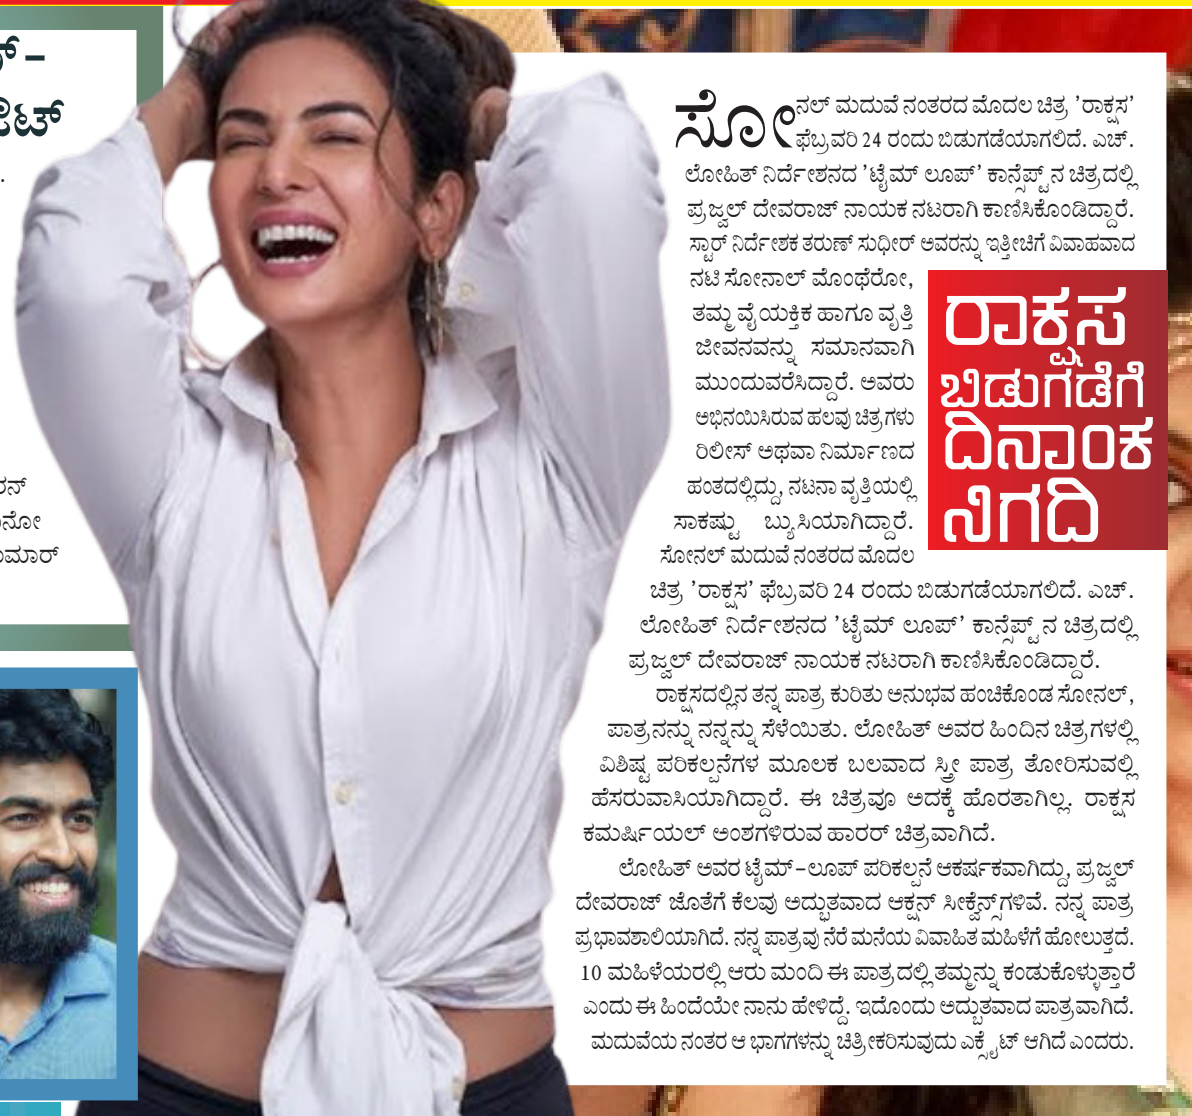 ಔಟ್
ರನ್
ನೋ
ಮಾರ್
ಸೋನಲ್ ಮದುವೆ ನಂತರದ ಮೊದಲ ಚಿತ್ರ 'ರಾಕ್ಷಸ'
ಫೆಬ್ರವರಿ 24 ರಂದು ಬಿಡುಗಡೆಯಾಗಲಿದೆ. ಎಚ್.
ಲೋಹಿತ್ ನಿರ್ದೇಶನದ 'ಟೈಮ್ ಲೂಪ್' ಕಾನ್ಸೆಪ್ಟ್‌ನ ಚಿತ್ರದಲ್ಲಿ
ಪ್ರಜ್ವಲ್ ದೇವರಾಜ್ ನಾಯಕ ನಟರಾಗಿ ಕಾಣಿಸಿಕೊಂಡಿದ್ದಾರೆ.
ಸ್ಟಾರ್ ನಿರ್ದೇಶಕ ತರುಣ್ ಸುಧೀರ್ ಅವರನ್ನು ಇತ್ತೀಚಿಗೆ ವಿವಾಹವಾದ
ನಟಿ ಸೋನಾಲ್ ಮೊಂಥೆರೋ,
ತಮ್ಮ ವೈಯಕ್ತಿಕ ಹಾಗೂ ವೃತ್ತಿ
ಜೀವನವನ್ನು ಸಮಾನವಾಗಿ
ಮುಂದುವರೆಸಿದ್ದಾರೆ. ಅವರು
ಅಭಿನಯಿಸಿರುವ ಹಲವು ಚಿತ್ರಗಳು
ರಿಲೀಸ್ ಅಥವಾ ನಿರ್ಮಾಣದ
ಹಂತದಲ್ಲಿದ್ದು, ನಟನಾ ವೃತ್ತಿಯಲ್ಲಿ
ಸಾಕಷ್ಟು ಬ್ಯುಸಿಯಾಗಿದ್ದಾರೆ.
ಸೋನಲ್ ಮದುವೆ ನಂತರದ ಮೊದಲ
ಚಿತ್ರ 'ರಾಕ್ಷಸ' ಫೆಬ್ರವರಿ 24 ರಂದು ಬಿಡುಗಡೆಯಾಗಲಿದೆ. ಎಚ್.
ಲೋಹಿತ್ ನಿರ್ದೇಶನದ 'ಟೈಮ್ ಲೂಪ್' ಕಾನ್ಸೆಪ್ಟ್‌ನ ಚಿತ್ರದಲ್ಲಿ
ಪ್ರಜ್ವಲ್ ದೇವರಾಜ್ ನಾಯಕ ನಟರಾಗಿ ಕಾಣಿಸಿಕೊಂಡಿದ್ದಾರೆ.
ರಾಕ್ಷಸ
ಬಿಡುಗಡೆಗೆ
ದಿನಾಂಕ
ನಿಗದಿ
ರಾಕ್ಷಸದಲ್ಲಿನ ತನ್ನ ಪಾತ್ರ ಕುರಿತು ಅನುಭವ ಹಂಚಿಕೊಂಡ ಸೋನಲ್,
ಪಾತ್ರನನ್ನು ನನ್ನನ್ನು ಸೆಳೆಯಿತು. ಲೋಹಿತ್ ಅವರ ಹಿಂದಿನ ಚಿತ್ರಗಳಲ್ಲಿ
ವಿಶಿಷ್ಟ ಪರಿಕಲ್ಪನೆಗಳ ಮೂಲಕ ಬಲವಾದ ಸ್ತ್ರೀ ಪಾತ್ರ ತೋರಿಸುವಲ್ಲಿ
ಹೆಸರುವಾಸಿಯಾಗಿದ್ದಾರೆ. ಈ ಚಿತ್ರವೂ ಅದಕ್ಕೆ ಹೊರತಾಗಿಲ್ಲ. ರಾಕ್ಷಸ
ಕಮರ್ಷಿಯಲ್ ಅಂಶಗಳಿರುವ ಹಾರರ್ ಚಿತ್ರವಾಗಿದೆ.
ಲೋಹಿತ್ ಅವರ ಟೈಮ್-ಲೂಪ್ ಪರಿಕಲ್ಪನೆ ಆಕರ್ಷಕವಾಗಿದ್ದು, ಪ್ರಜ್ವಲ್
ದೇವರಾಜ್ ಜೊತೆಗೆ ಕೆಲವು ಅದ್ಭುತವಾದ ಆಕ್ಷನ್ ಸೀಕ್ವೆನ್ಸ್‌ಗಳಿವೆ. ನನ್ನ ಪಾತ್ರ
ಪ್ರಭಾವಶಾಲಿಯಾಗಿದೆ. ನನ್ನ ಪಾತ್ರವು ನೆರೆ ಮನೆಯ ವಿವಾಹಿತ ಮಹಿಳೆಗೆ ಹೋಲುತ್ತದೆ.
10 ಮಹಿಳೆಯರಲ್ಲಿ ಆರು ಮಂದಿ ಈ ಪಾತ್ರದಲ್ಲಿ ತಮ್ಮನ್ನು ಕಂಡುಕೊಳ್ಳುತ್ತಾರೆ
ಎಂದು ಈ ಹಿಂದೆಯೇ ನಾನು ಹೇಳಿದ್ದೆ. ಇದೊಂದು ಅದ್ಭುತವಾದ ಪಾತ್ರವಾಗಿದೆ.
ಮದುವೆಯ ನಂತರ ಆ ಭಾಗಗಳನ್ನು ಚಿತ್ರೀಕರಿಸುವುದು ಎಕ್ಸೈಟ್ ಆಗಿದೆ ಎಂದರು.